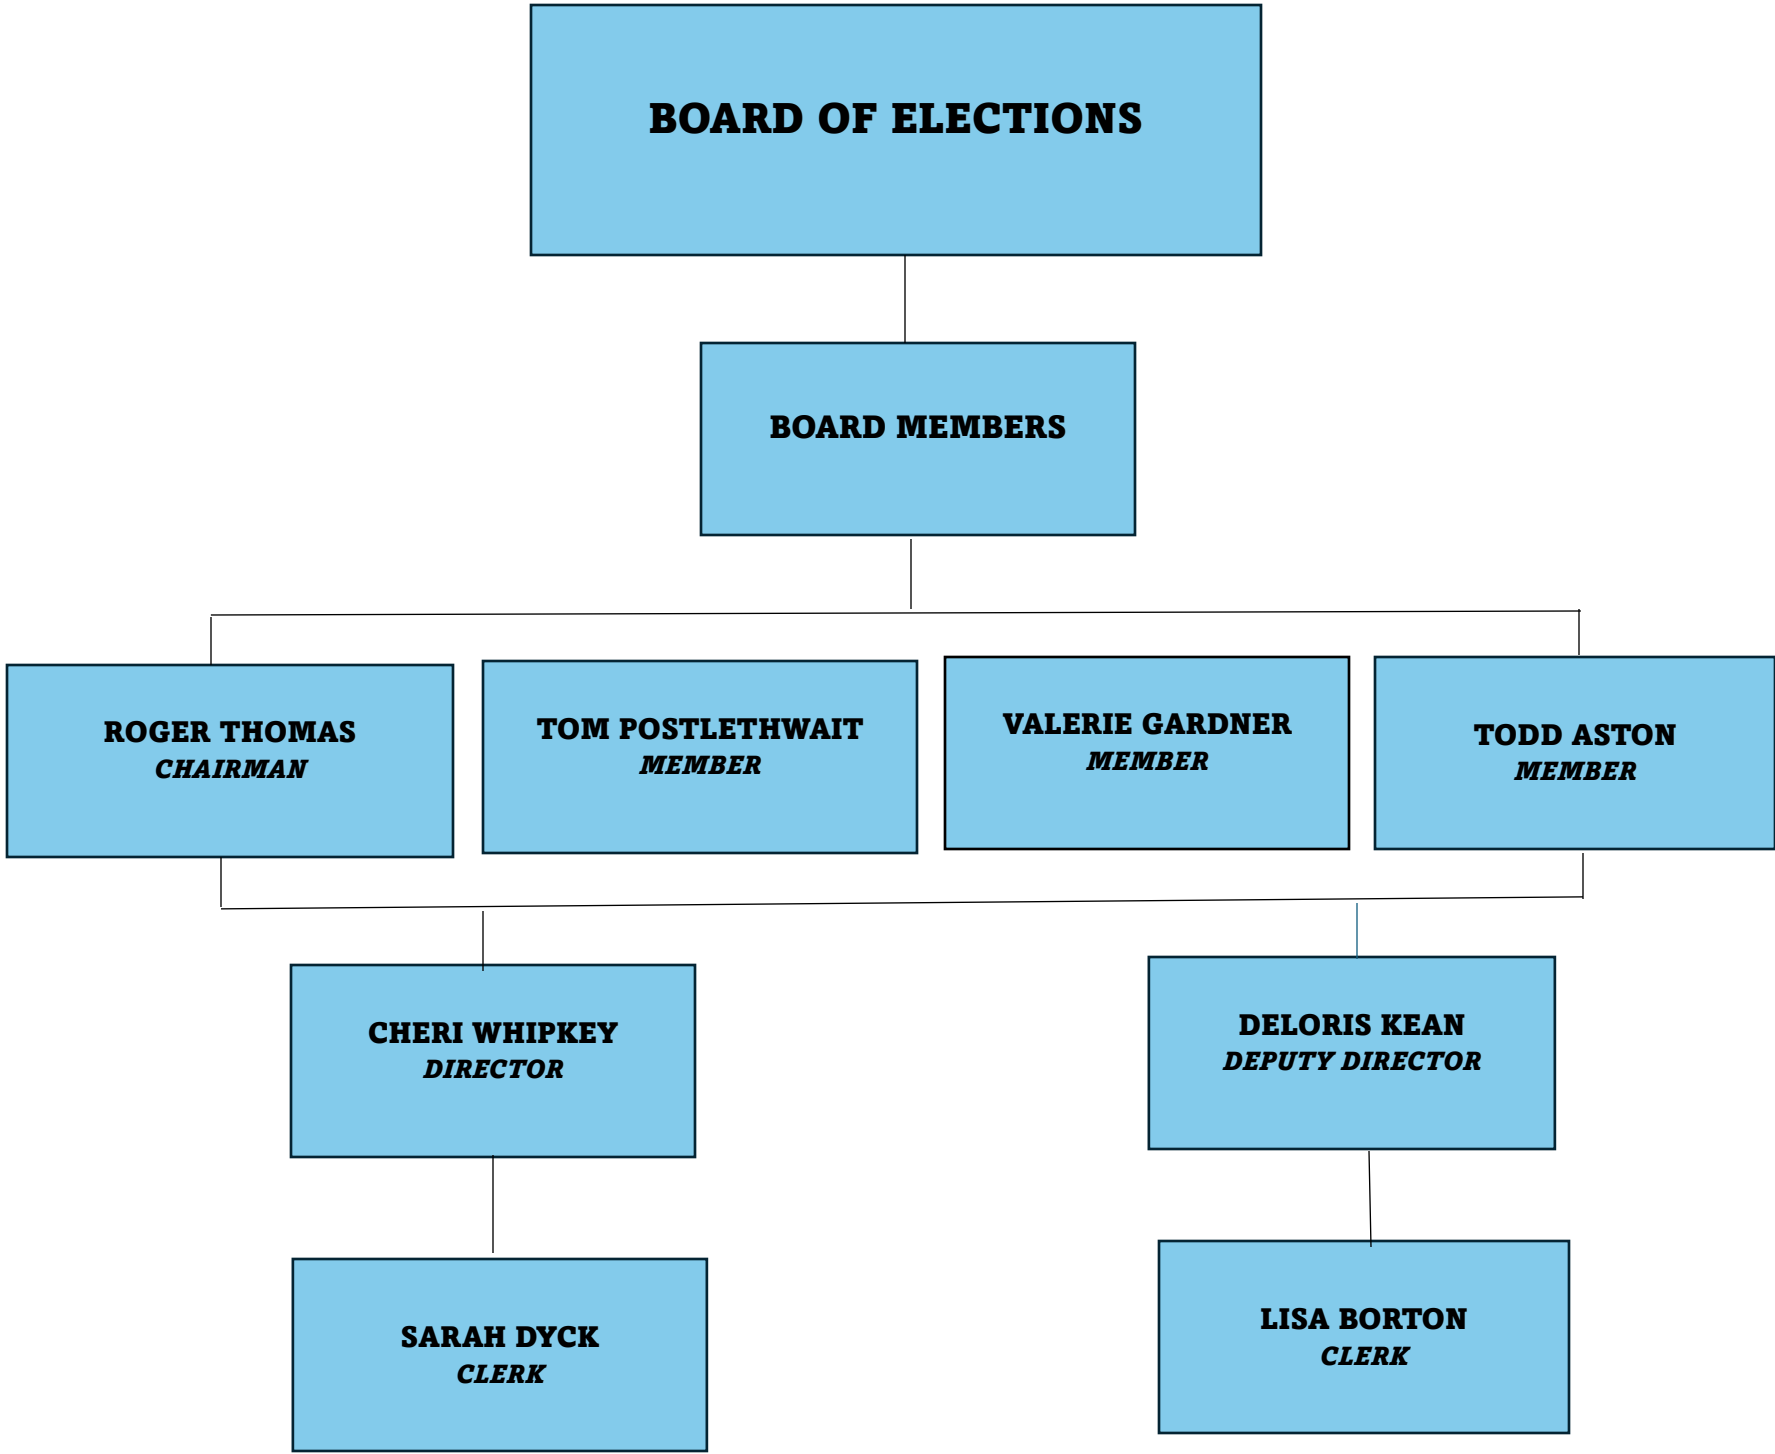 BOARD OF ELECTIONS
BOARD MEMBERS
ROGER THOMAS
CHAIRMAN
TOM POSTLETHWAIT
MEMBER
VALERIE GARDNER
MEMBER
TODD ASTON
MEMBER
CHERI WHIPKEY
DIRECTOR
DELORIS KEAN
DEPUTY DIRECTOR
SARAH DYCK
CLERK
LISA BORTON
CLERK